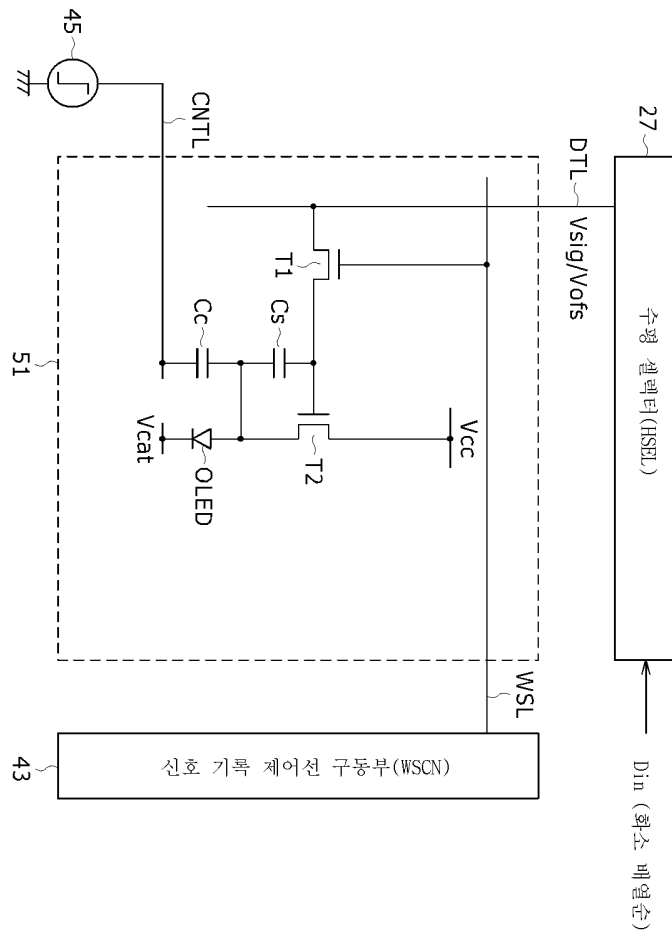 27
수평 셀렉터(HSEL)
Din (화소 배열순)
DTL
Vsig/Vofs
WSL
T1
Vcc
T2
Cs
Cc
OLED
Vcat
CNTL
45
51
43
신호 기록 제어선 구동부(WSCN)